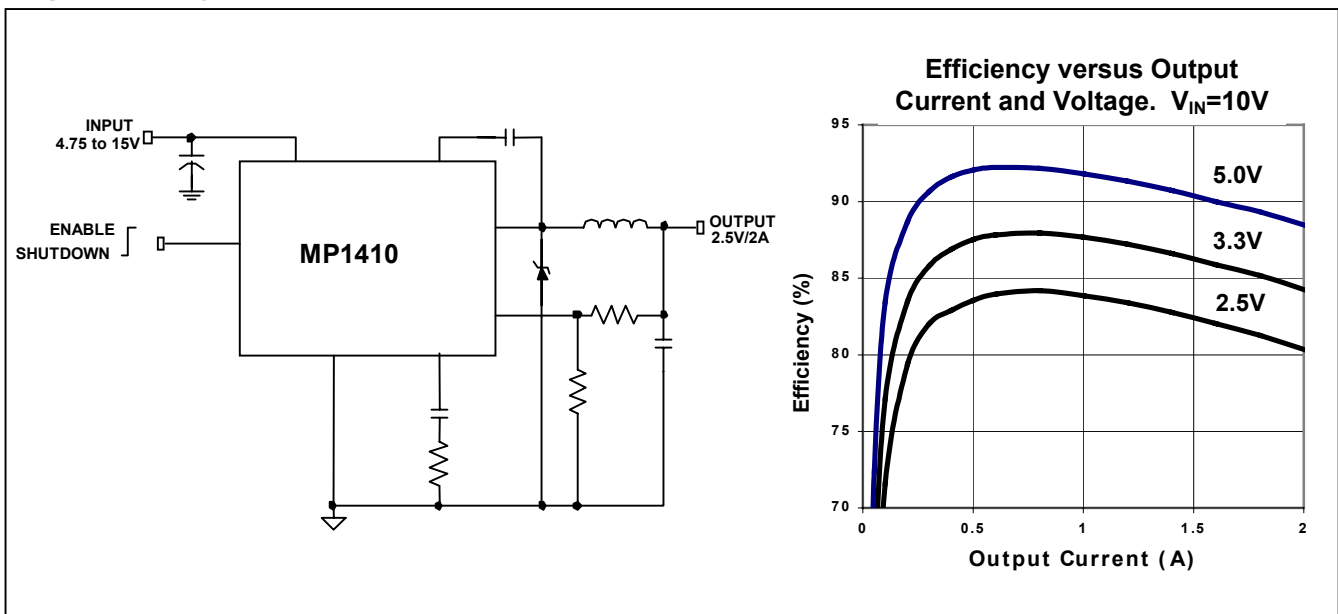 INPUT
4.75 to 15V
ENABLE
SHUTDOWN
MP1410
OUTPUT
2.5V/2A
Efficiency versus Output
Current and Voltage. VIN=10V
95
90
85
80
75
70
Efficiency (%)
5.0V
3.3V
2.5V
0
0.5
1
1.5
2
Output Current (A)